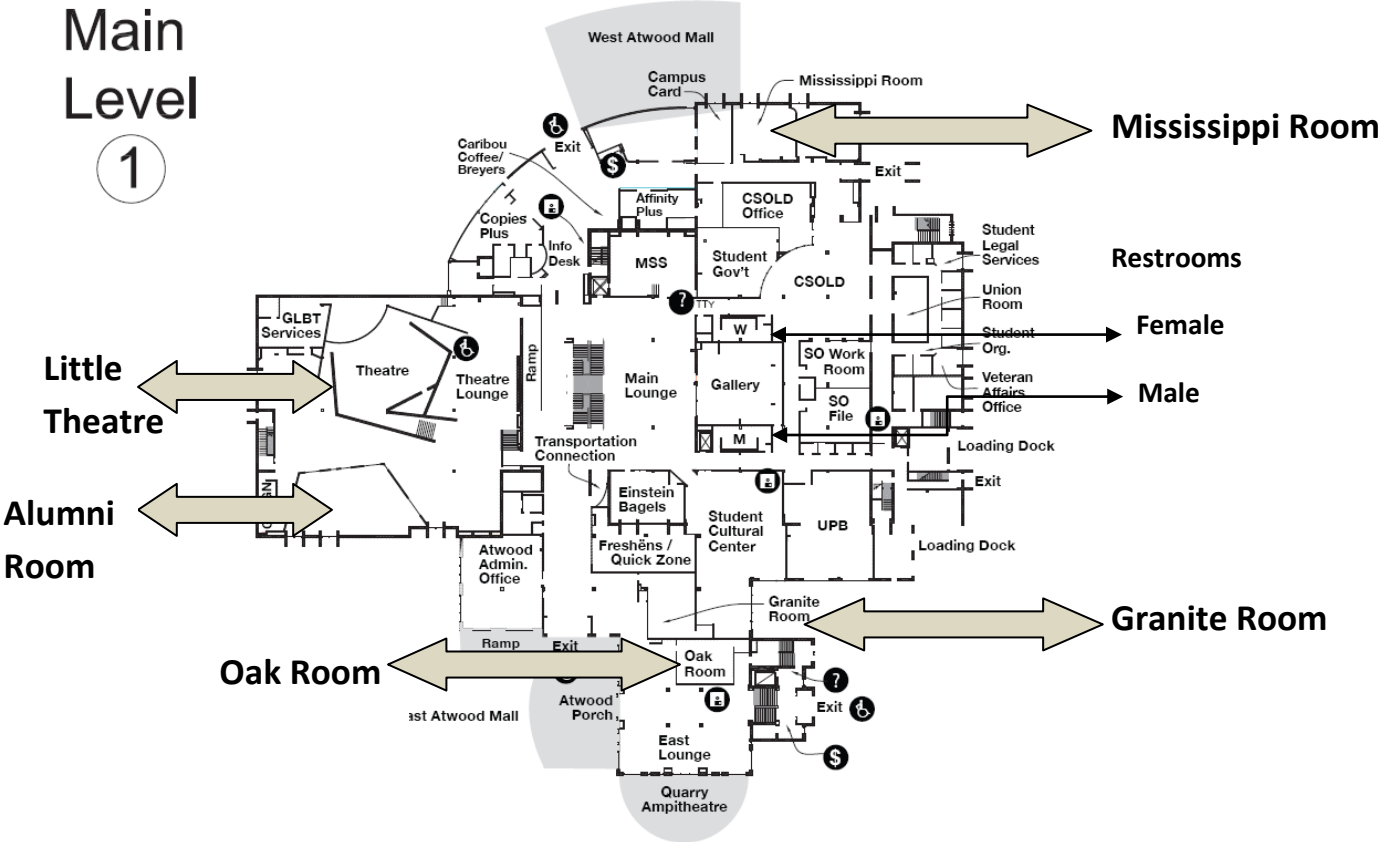 Main
Level
1
West Atwood Mall
Campus
Card
Mississippi Room
Mississippi Room
Caribou
Coffee/
Breyers
Exit
$
Exit
Affinity
Plus
CSOLD
Office
Copies
Plus
Info
Desk
MSS
Student
Gov't
CSOLD
Student
Legal
Services
Restrooms
Union
Room
? TTY
W
Female
GLBT
Services
Student
Org.
Little
Theatre
Theatre
Theatre
Lounge
Ramp
Main
Lounge
Gallery
SO Work
Room
SO
File
Veteran
Affairs
Office
Male
M
Transportation
Connection
Loading Dock
Exit
Alumni
Room
Einstein
Bagels
Student
Cultural
Center
UPB
Freshëns /
Quick Zone
Loading Dock
Atwood
Admin.
Office
Granite
Room
Granite Room
Ramp
Exit
Oak Room
Oak
Room
?
Exit
Atwood
Porch
ast Atwood Mall
East
Lounge
$
Quarry
Ampitheatre